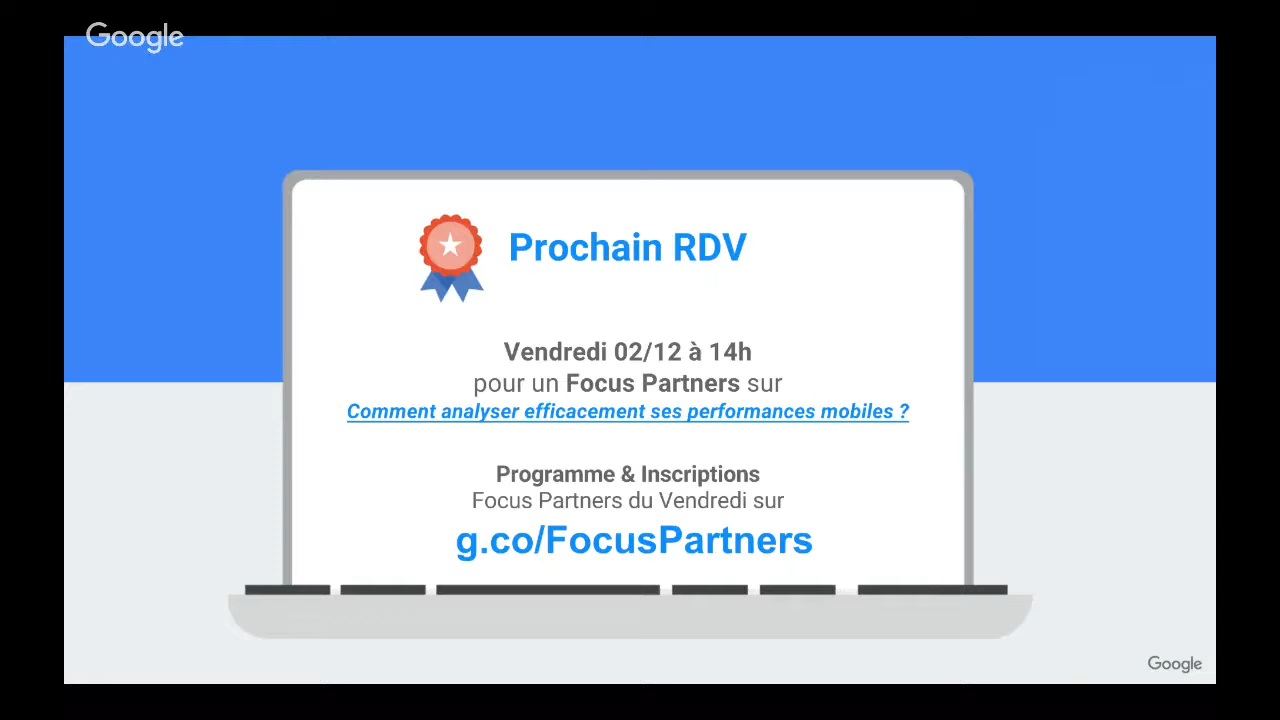 Google
Prochain RDV
Vendredi 02/12 à 14h
pour un Focus Partners sur
Comment analyser efficacement ses performances mobiles ?
Programme & Inscriptions
Focus Partners du Vendredi sur
g.co/FocusPartners
Google